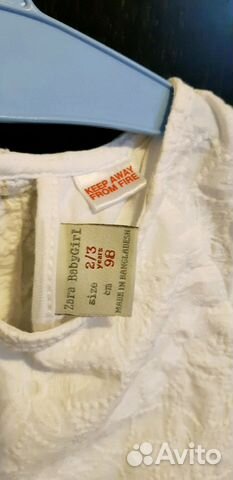 KEEP AWAY
FROM FIRE
Zara BabyGirl
size
2/3
years
cm
98
MADE IN BANGLADESH
Avito